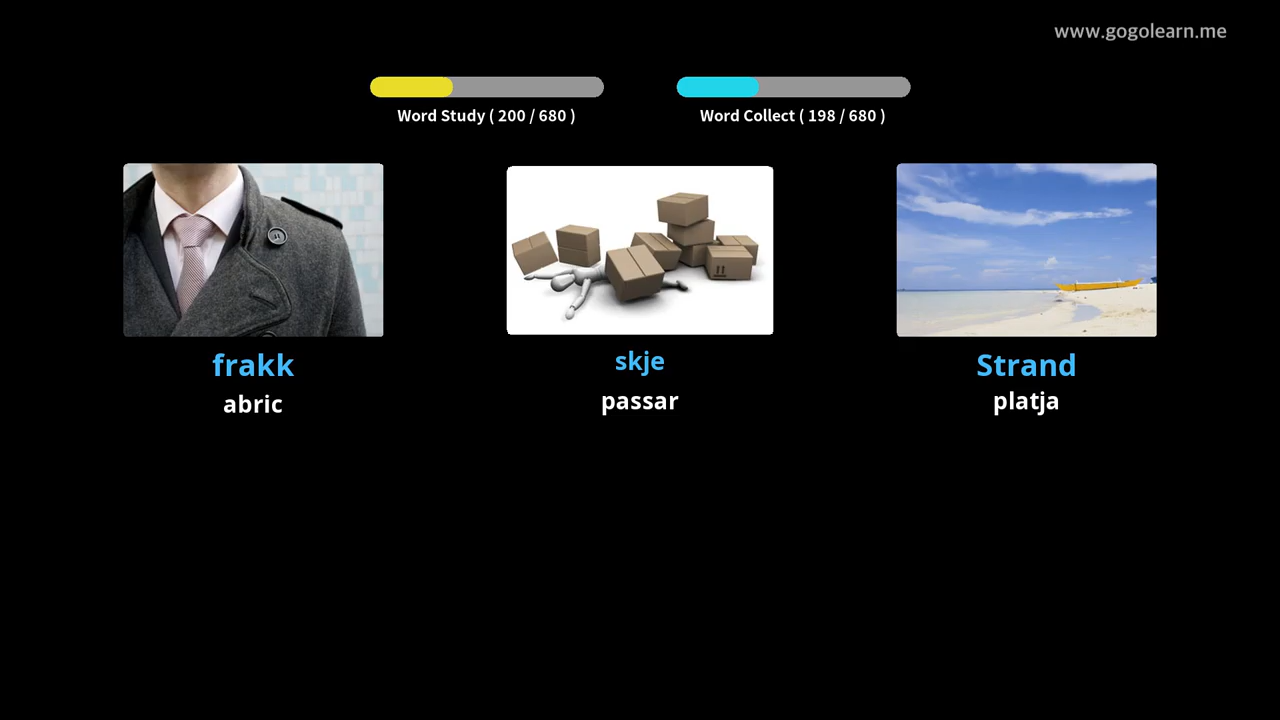 www.gogolearn.me
Word Study ( 200 / 680 )
Word Collect ( 198 / 680 )
frakk
abric
skje
passar
Strand
platja